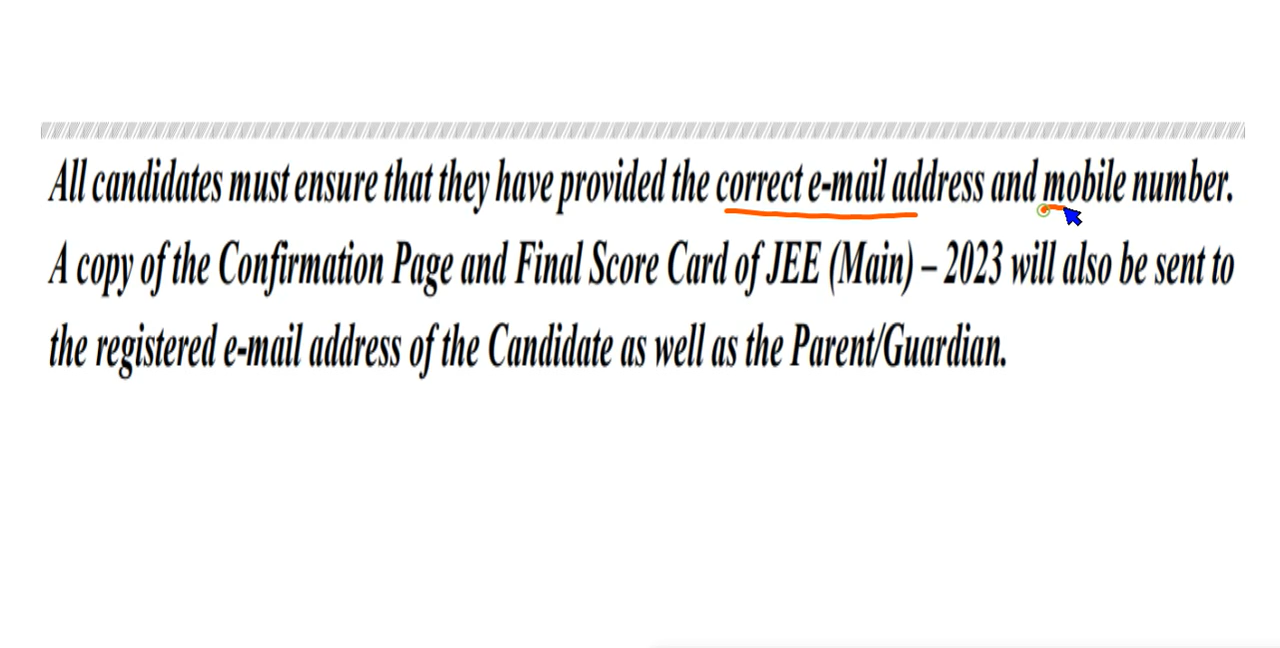 All candidates must ensure that they have provided the correct e-mail address and mobile number.
A copy of the Confirmation Page and Final Score Card of JEE (Main) – 2023 will also be sent to
the registered e-mail address of the Candidate as well as the Parent/Guardian.